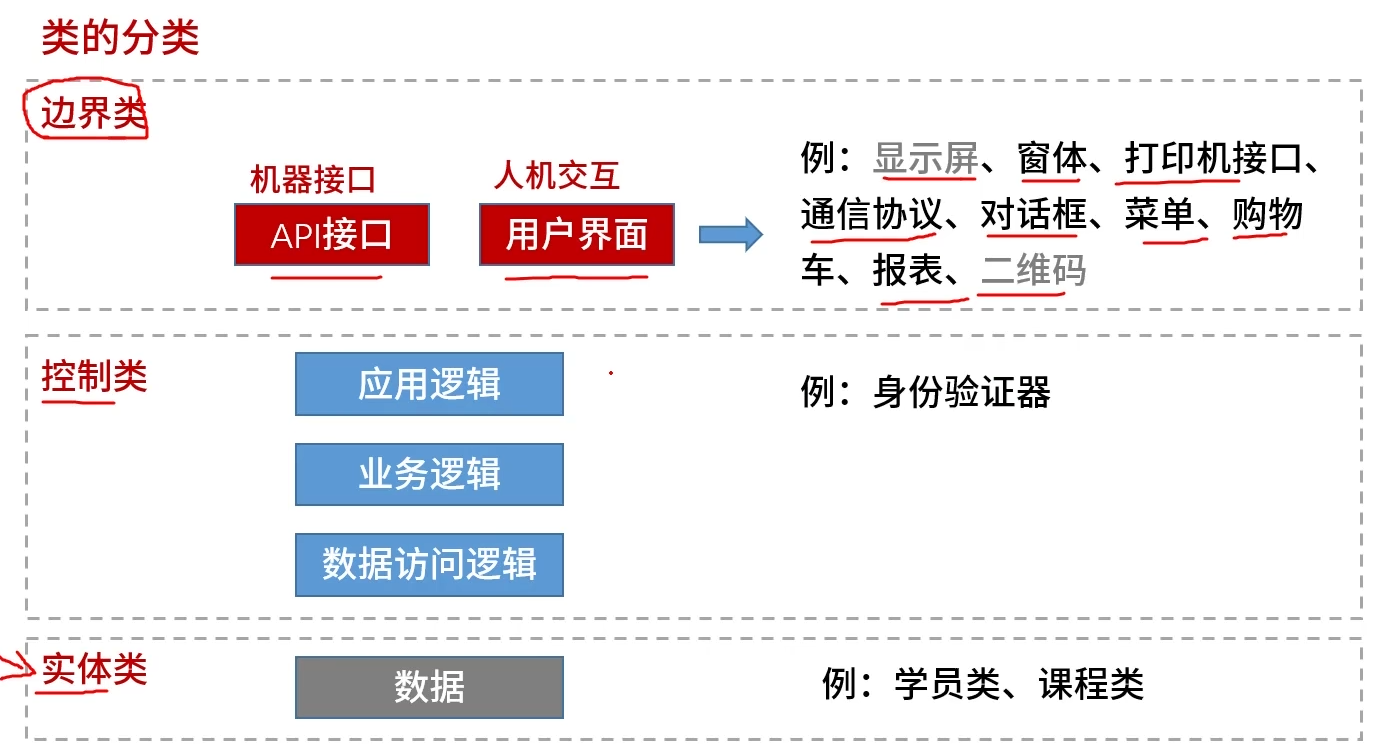 类的分类
边界类
机器接口
人机交互
API接口
用户界面
例：显示屏、窗体、打印机接口、
通信协议、对话框、菜单、购物
车、报表、二维码
控制类
应用逻辑
例：身份验证器
业务逻辑
数据访问逻辑
实体类
数据
例：学员类、课程类